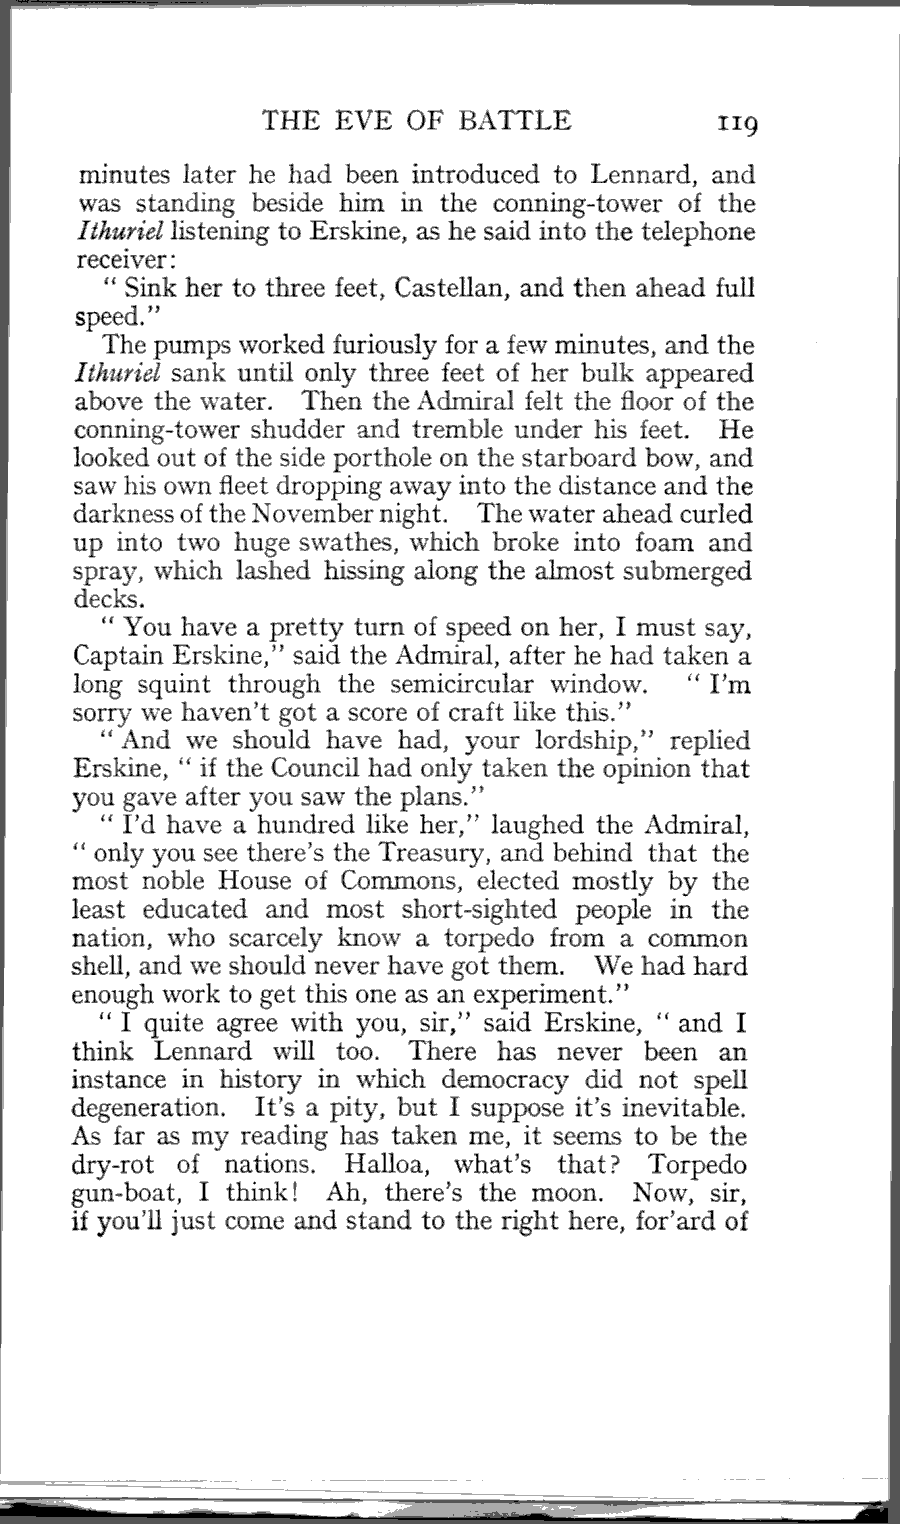 THE EVE OF BATTLE 119
minutes later he had been introduced to Lennard, and
was standing beside him in the conning-tower of the
Ithuriel listening to Erskine, as he said into the telephone
receiver:
“ Sink her to three feet, Castellan, and then ahead full
speed.”
The pumps worked furiously for a few minutes, and the
Ithuriel sank until only three feet of her bulk appeared
above the water. Then the Admiral felt the floor of the
conning-tower shudder and tremble under his feet. He
looked out of the side porthole on the starboard bow, and
saw his own fleet dropping away into the distance and the
darkness of the November night. The water ahead curled
up into two huge swathes, which broke into foam and
spray, which lashed hissing along the almost submerged
decks.
“ You have a pretty turn of speed on her, I must say,
Captain Erskine,” said the Admiral, after he had taken a
long squint through the semicircular window. “ I’m
sorry we haven’t got a score of craft like this.”
“ And we should have had, your lordship,” replied
Erskine, “ if the Council had only taken the opinion that
you gave after you saw the plans.”
“ I’d have a hundred like her,” laughed the Admiral,
“ only you see there’s the Treasury, and behind that the
most noble House of Commons, elected mostly by the
least educated and most short-sighted people in the
nation, who scarcely know a torpedo from a common
shell, and we should never have got them. We had hard
enough work to get this one as an experiment.”
“ I quite agree with you, sir,” said Erskine, “ and I
think Lennard will too. There has never been an
instance in history in which democracy did not spell
degeneration. It’s a pity, but I suppose it’s inevitable.
As far as my reading has taken me, it seems to be the
dry-rot of nations. Halloa, what’s that? Torpedo
gun-boat, I think! Ah, there’s the moon. Now, sir,
if you’ll just come and stand to the right here, for’ard of